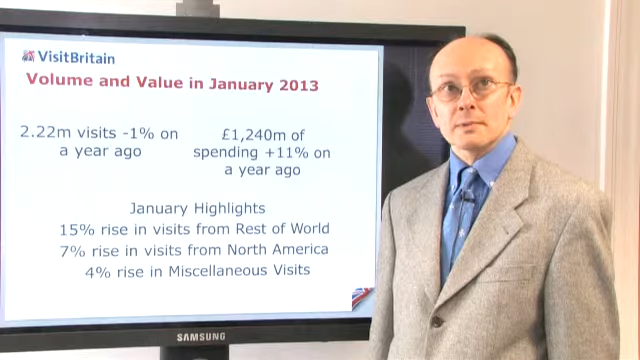 VisitBritain
Volume and Value in January 2013
2.22m visits -1% on
a year ago
£1,240m of
spending +11% on
a year ago
January Highlights
15% rise in visits from Rest of World
7% rise in visits from North America
4% rise in Miscellaneous Visits
SAMSUNG